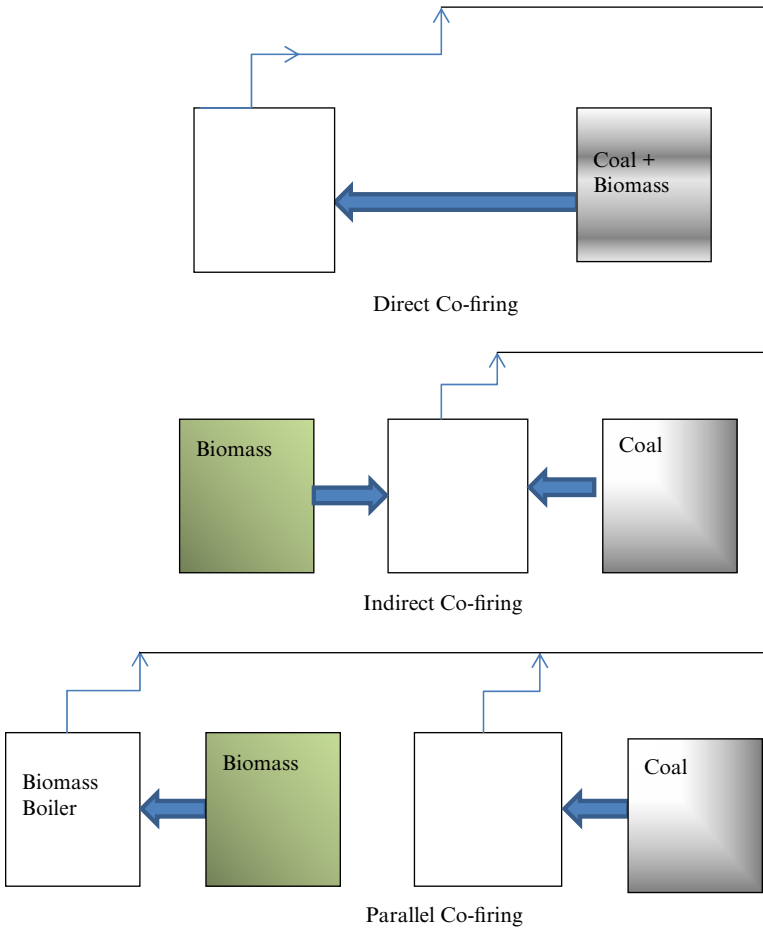 Coal +
Biomass
Direct Co-firing
Biomass
Coal
Indirect Co-firing
Biomass
Boiler
Biomass
Coal
Parallel Co-firing